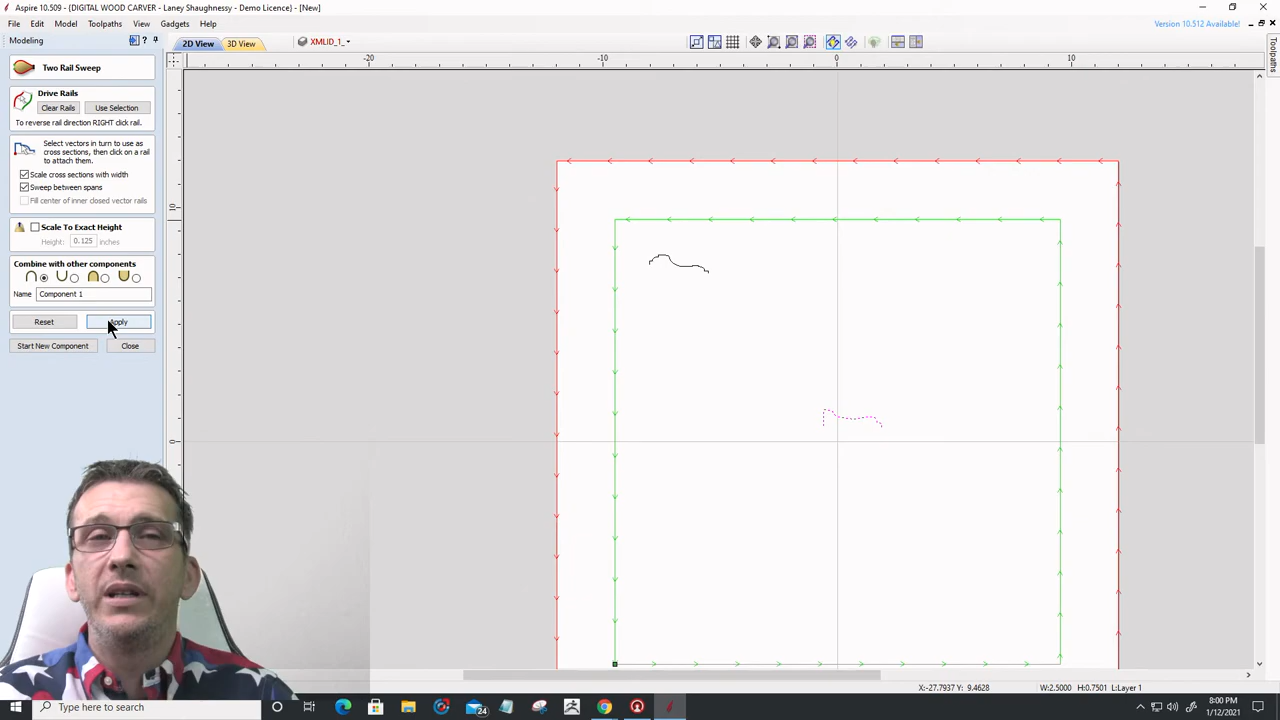 Aspire 10.509 - {DIGITAL WOOD CARVER - Laney Shaughnessy - Demo Licence} - [New]
File Edit Model Toolpaths View Gadgets Help
Version 10.512 Available!
Modeling
2D View 3D View XMLID_1_
Toolpaths
-20 -10 0 10
10
0
Two Rail Sweep
Drive Rails
Clear Rails Use Selection
To reverse rail direction RIGHT click rail.
Select vectors in turn to use as
cross sections, then click on a rail
to attach them.
Scale cross sections with width
Sweep between spans
Fill center of inner closed vector rails
Scale To Exact Height
Height: 0.125 inches
Combine with other components
Name Component 1
Reset Apply
Start New Component Close
X:-27.7937 Y: 9.4628 W:2.5000 H:0.7501 L:Layer 1
Type here to search
24
8:00 PM
1/12/2021